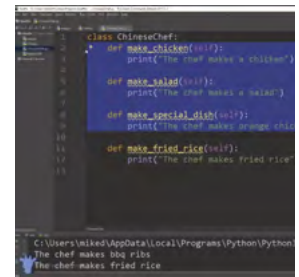 class ChineseChef:
def make_chicken(self):
print("The chef makes a chicken")
def make_salad(self):
print("The chef makes a salad")
def make_special_dish(self):
print("The chef makes orange chic
def make_fried_rice(self):
print("The chef makes fried rice"
C:\Users\miked\AppData\Local\Programs\Python\Python3
The chef makes bbq ribs
The chef makes fried rice